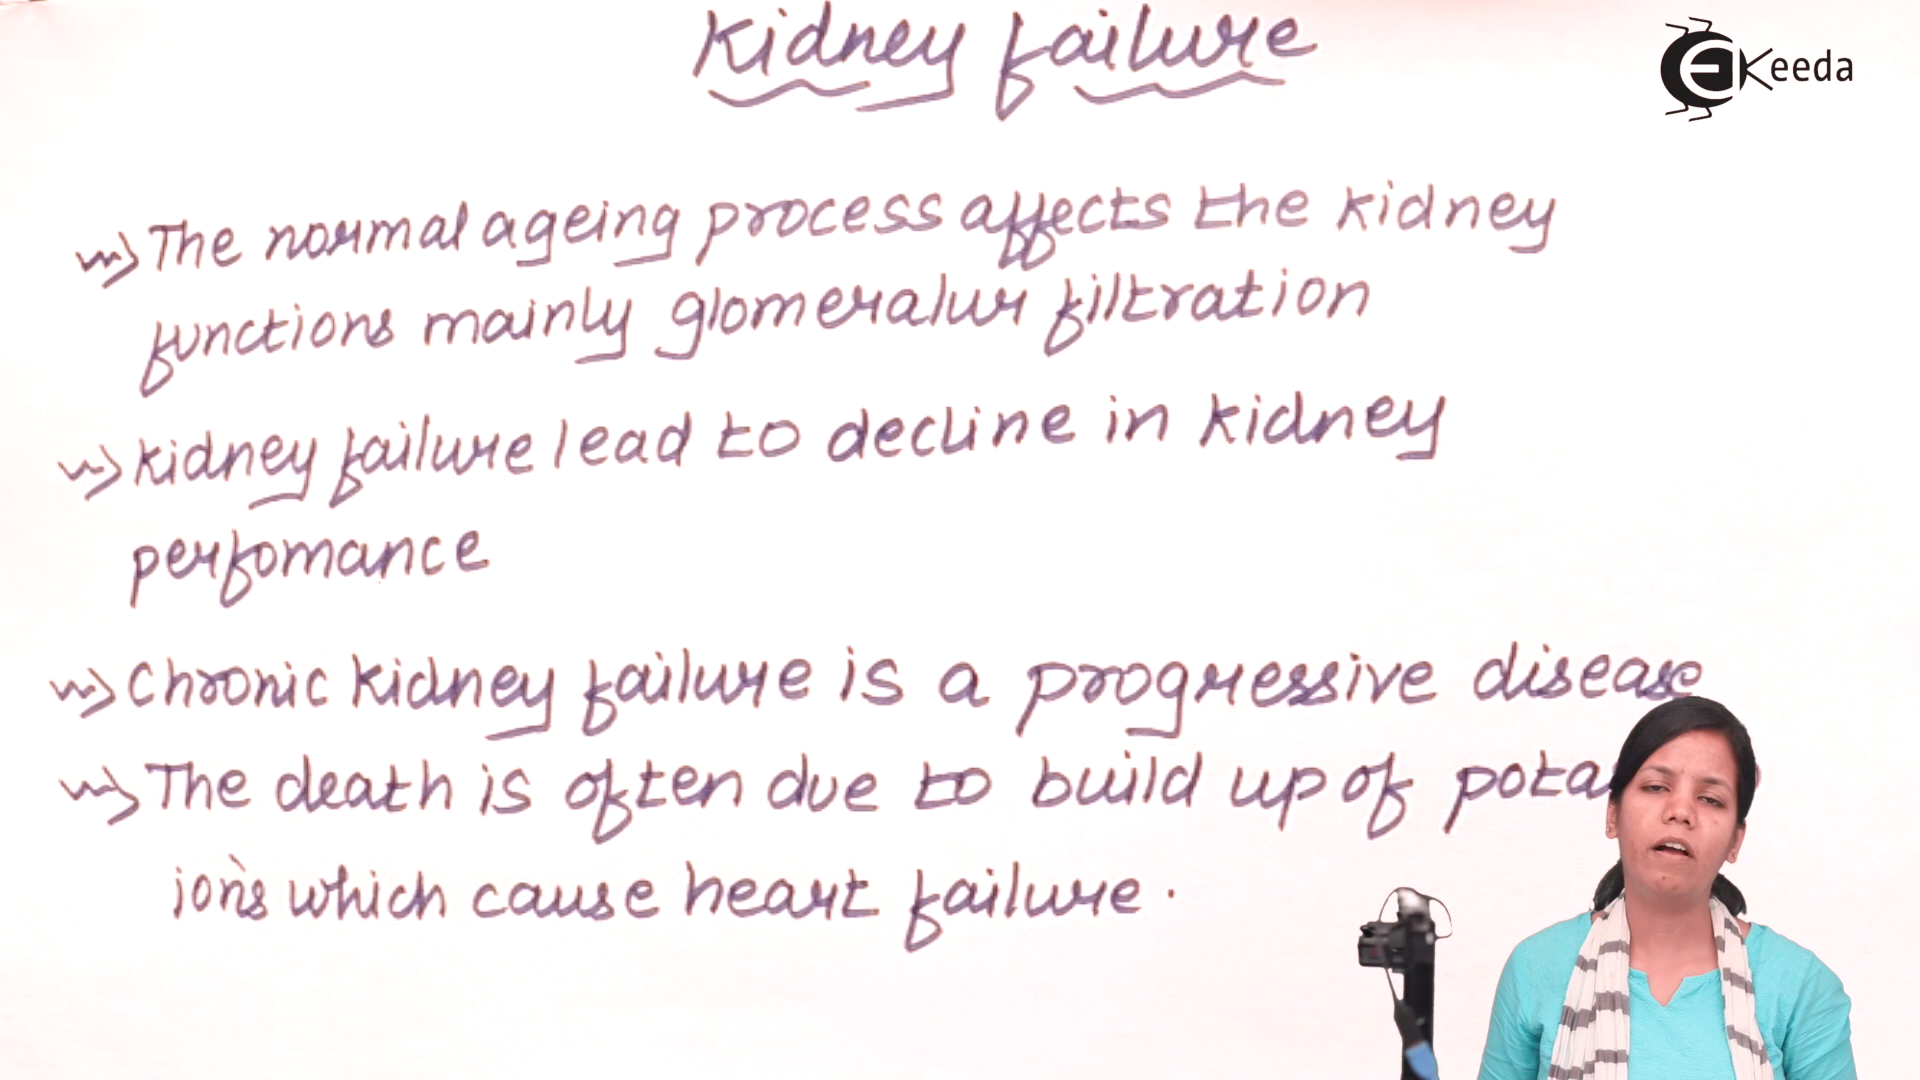 Kidney failure
EKeeda
The normal ageing process affects the kidney
functions mainly glomeralur filtration
kidney failure lead to decline in kidney
perfomance
Chronic kidney failure is a progressive disease
The death is often due to build up of
ions which cause heart failure.